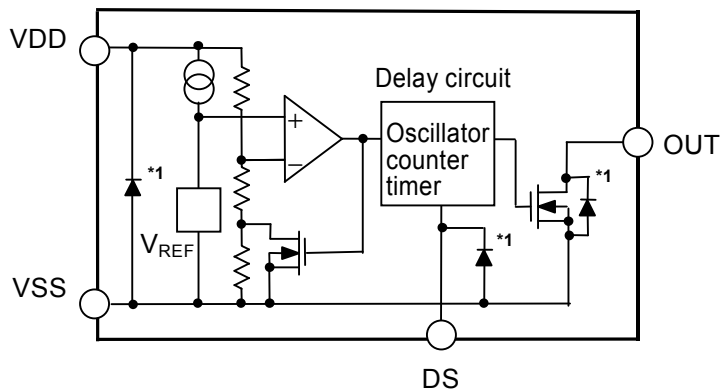 VDD
Delay circuit
+
−
Oscillator
counter
timer
OUT
*1
*1
VREF
*1
VSS
DS